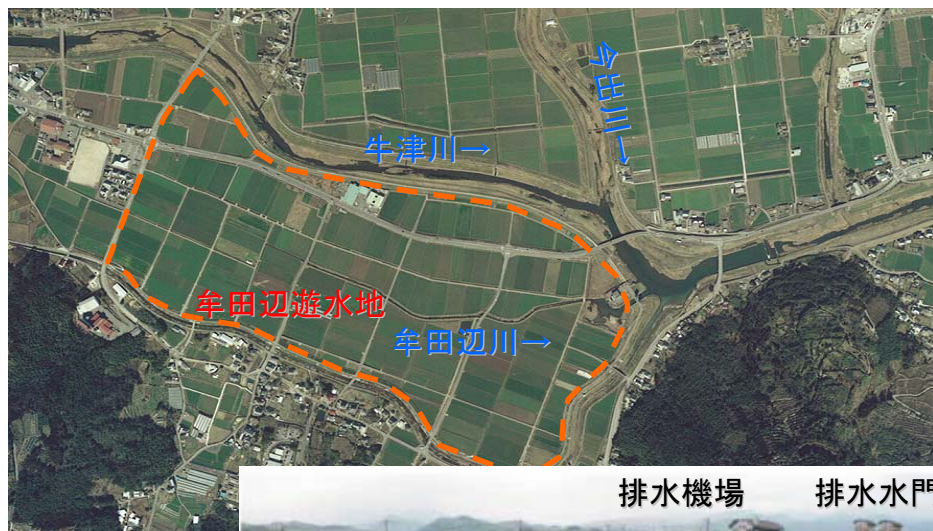 今出川→
牛津川→
牟田辺遊水地
牟田辺川→
排水機場
排水水門